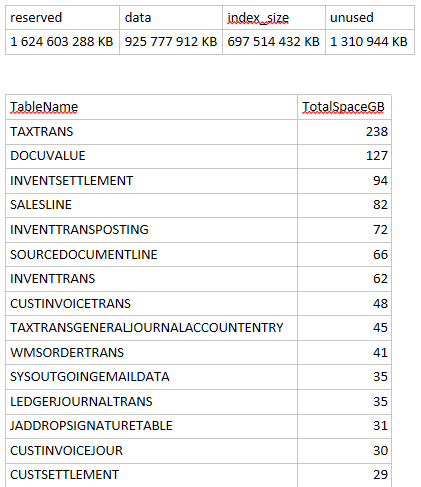 reserved data index_size unused
1 624 603 288 KB 925 777 912 KB 697 514 432 KB 1 310 944 KB
TableName TotalSpaceGB
TAXTRANS 238
DOCUVALUE 127
INVENTSETTLEMENT 94
SALESLINE 82
INVENTTRANSPOSTING 72
SOURCEDOCUMENTLINE 66
INVENTTRANS 62
CUSTINVOICETRANS 48
TAXTRANSGENERALJOURNALACCOUNTENTRY 45
WMSORDERTRANS 41
SYSOUTGOINGEMAILDATA 35
LEDGERJOURNALTRANS 35
JADDROPSIGNATURETABLE 31
CUSTINVOICEJOUR 30
CUSTSETTLEMENT 29